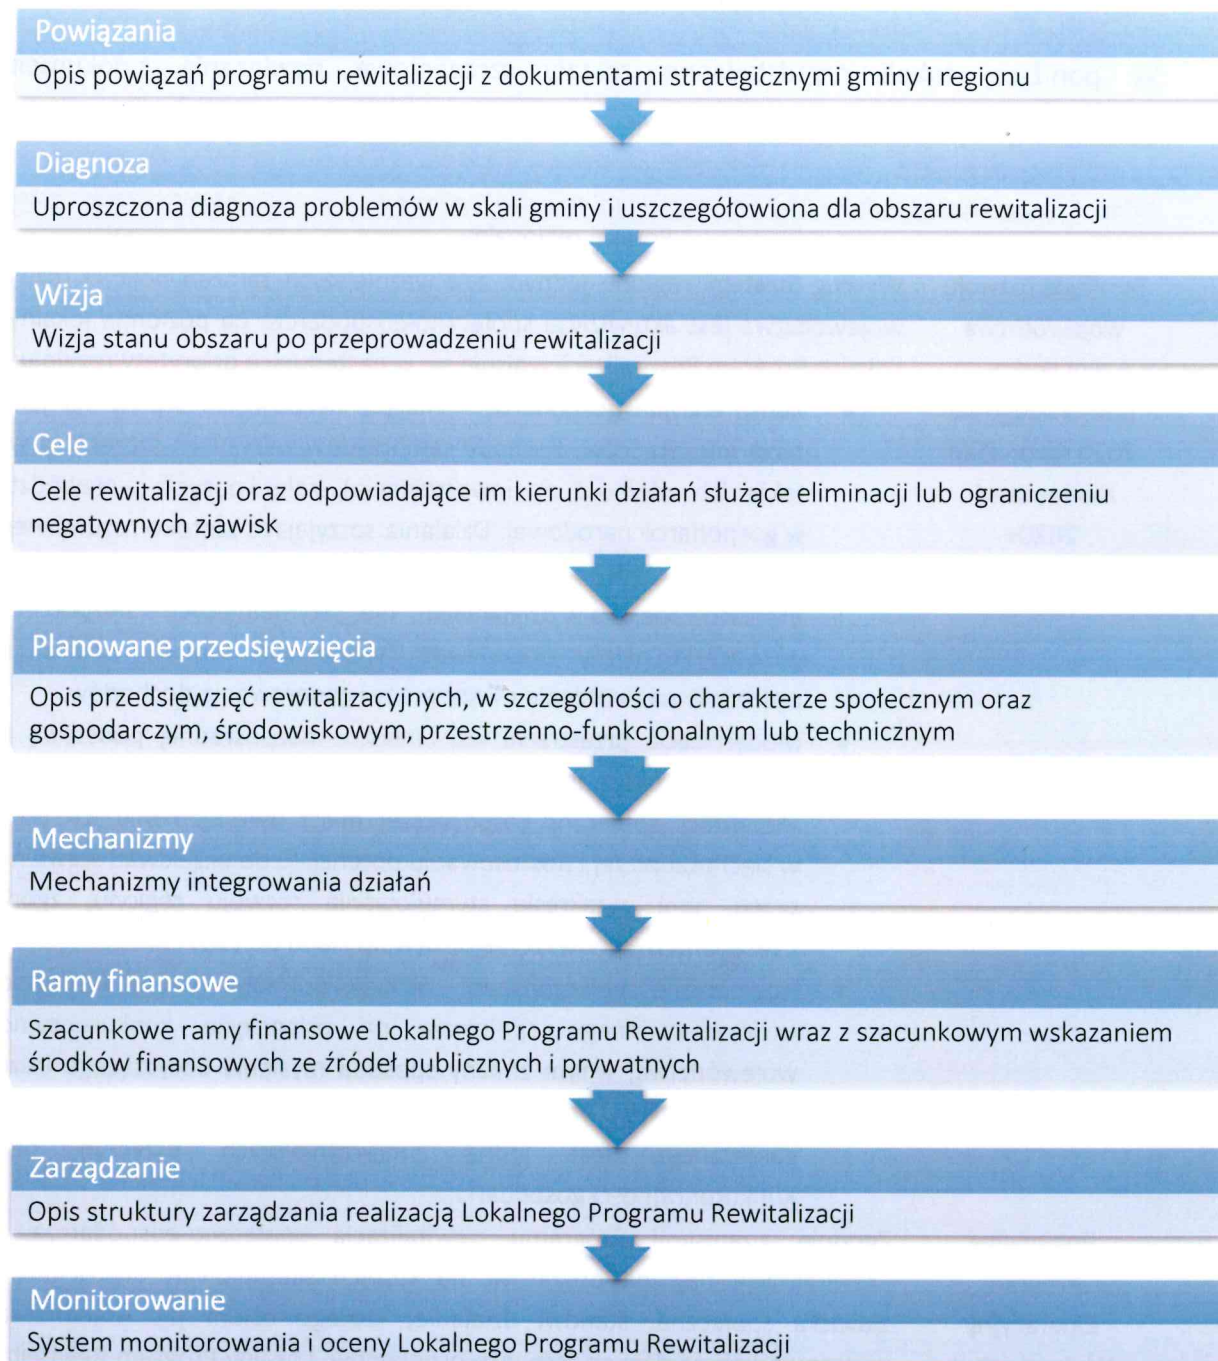 Powiązania
Opis powiązań programu rewitalizacji z dokumentami strategicznymi gminy i regionu
Diagnoza
Uproszczona diagnoza problemów w skali gminy i uszczegółowiona dla obszaru rewitalizacji
Wizja
Wizja stanu obszaru po przeprowadzeniu rewitalizacji
Cele
Cele rewitalizacji oraz odpowiadające im kierunki działań służące eliminacji lub ograniczeniu
negatywnych zjawisk
Planowane przedsięwzięcia
Opis przedsięwzięć rewitalizacyjnych, w szczególności o charakterze społecznym oraz
gospodarczym, środowiskowym, przestrzenno-funkcjonalnym lub technicznym
Mechanizmy
Mechanizmy integrowania działań
Ramy finansowe
Szacunkowe ramy finansowe Lokalnego Programu Rewitalizacji wraz z szacunkowym wskazaniem
środków finansowych ze źródeł publicznych i prywatnych
Zarządzanie
Opis struktury zarządzania realizacją Lokalnego Programu Rewitalizacji
Monitorowanie
System monitorowania i oceny Lokalnego Programu Rewitalizacji